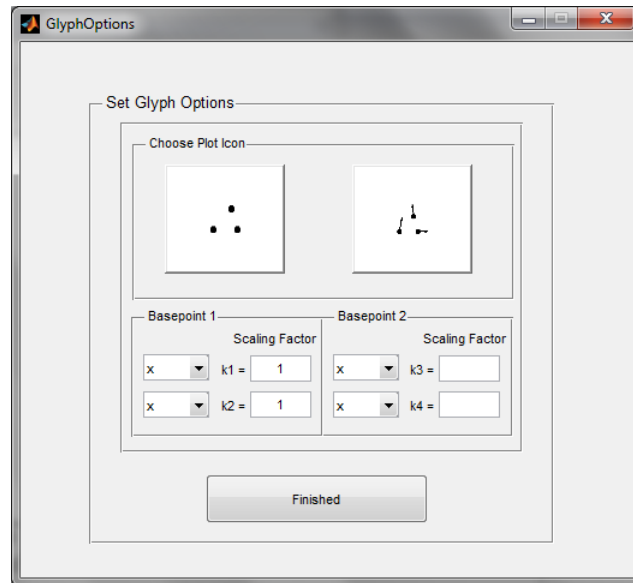 GlyphOptions
Set Glyph Options
Choose Plot Icon
Basepoint 1
Basepoint 2
Scaling Factor
Scaling Factor
x k1 = 1
x k3 =
x k2 = 1
x k4 =
Finished